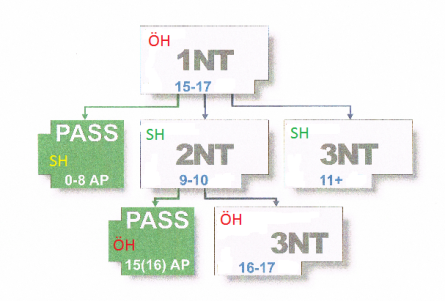 ÖH
1NT
15-17
PASS
SH
0-8 AP
SH
2NT
9-10
SH
3NT
11+
PASS
ÖH
15(16) AP
ÖH
3NT
16-17